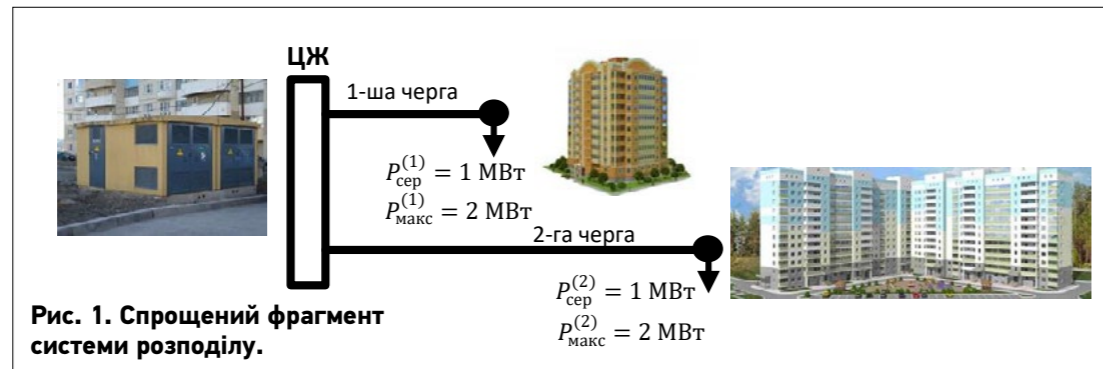 ЦЖ
1-ша черга
P_сер^(1) = 1 МВт
P_макс^(1) = 2 МВт
2-га черга
P_сер^(2) = 1 МВт
P_макс^(2) = 2 МВт
Рис. 1. Спрощений фрагмент
системи розподілу.